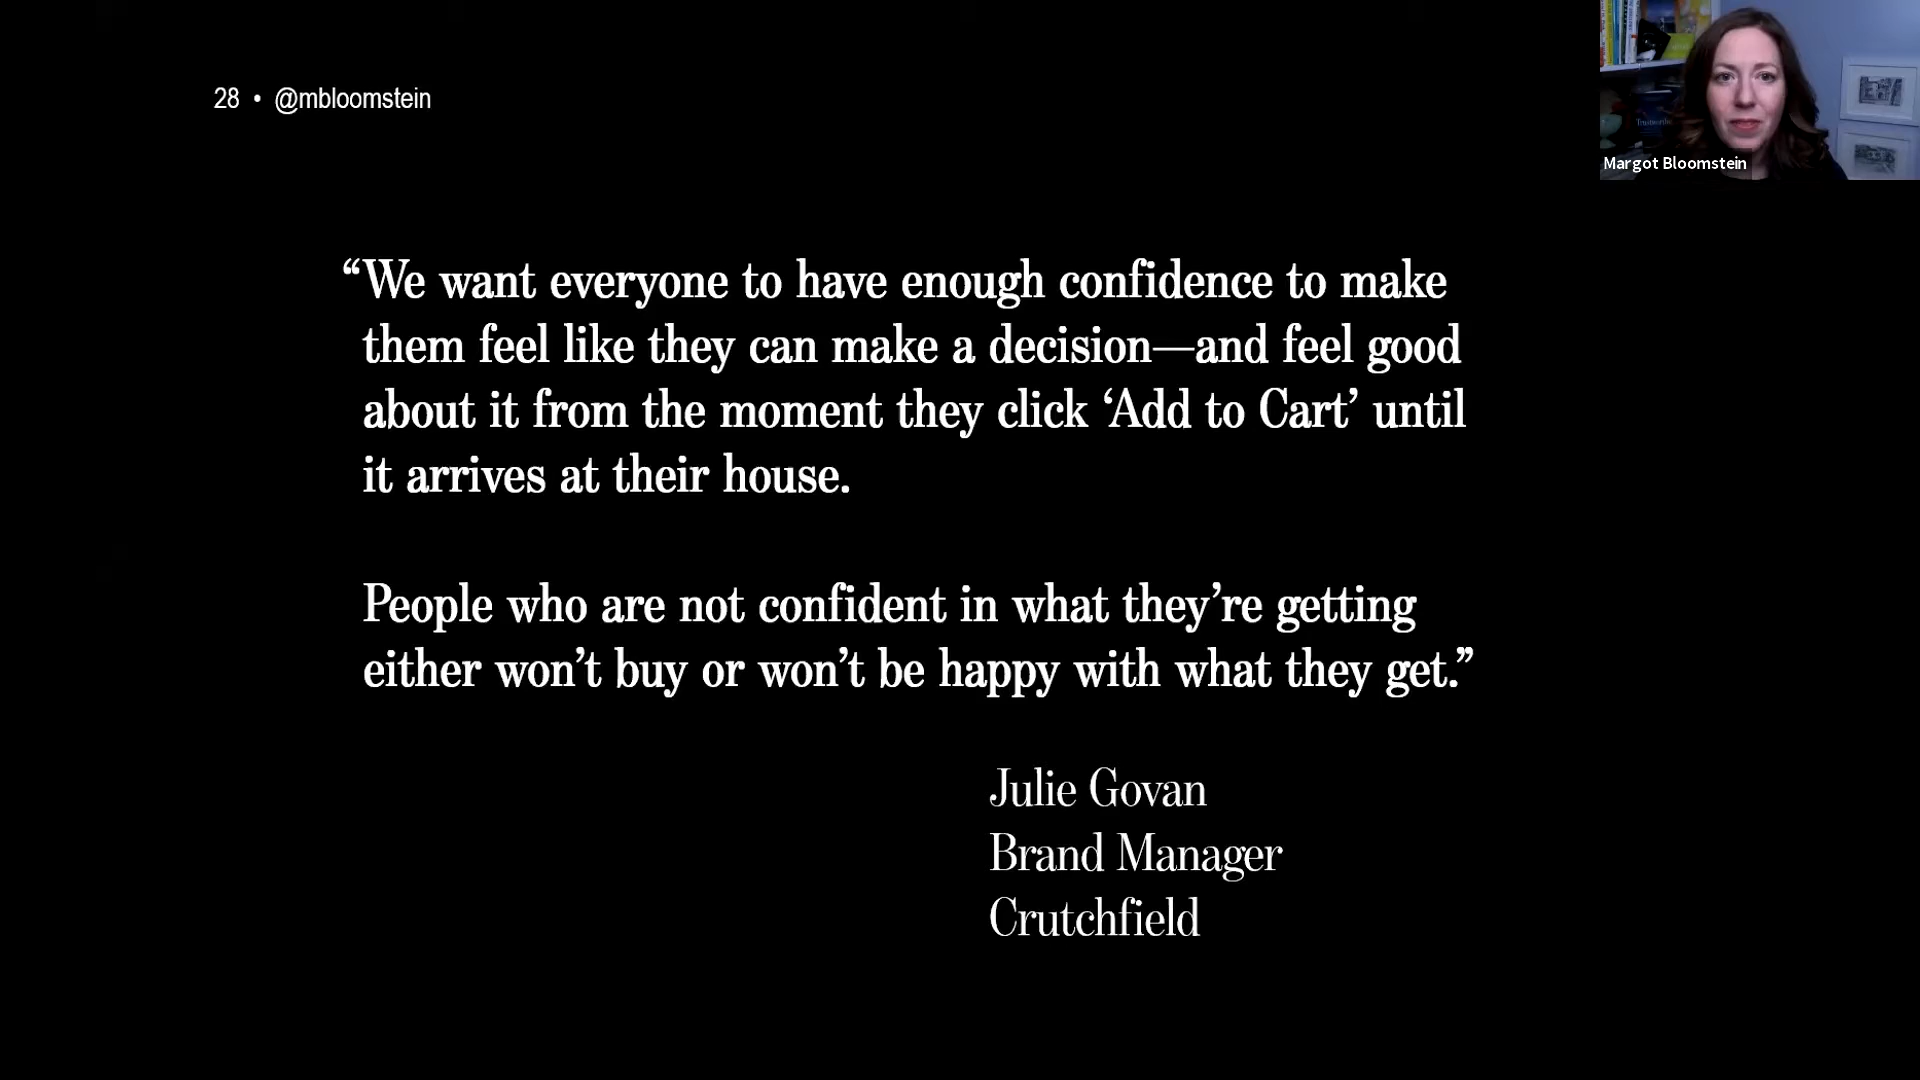 28 • @mbloomstein
Margot Bloomstein
“We want everyone to have enough confidence to make
them feel like they can make a decision—and feel good
about it from the moment they click ‘Add to Cart’ until
it arrives at their house.
People who are not confident in what they’re getting
either won’t buy or won’t be happy with what they get.”
Julie Govan
Brand Manager
Crutchfield